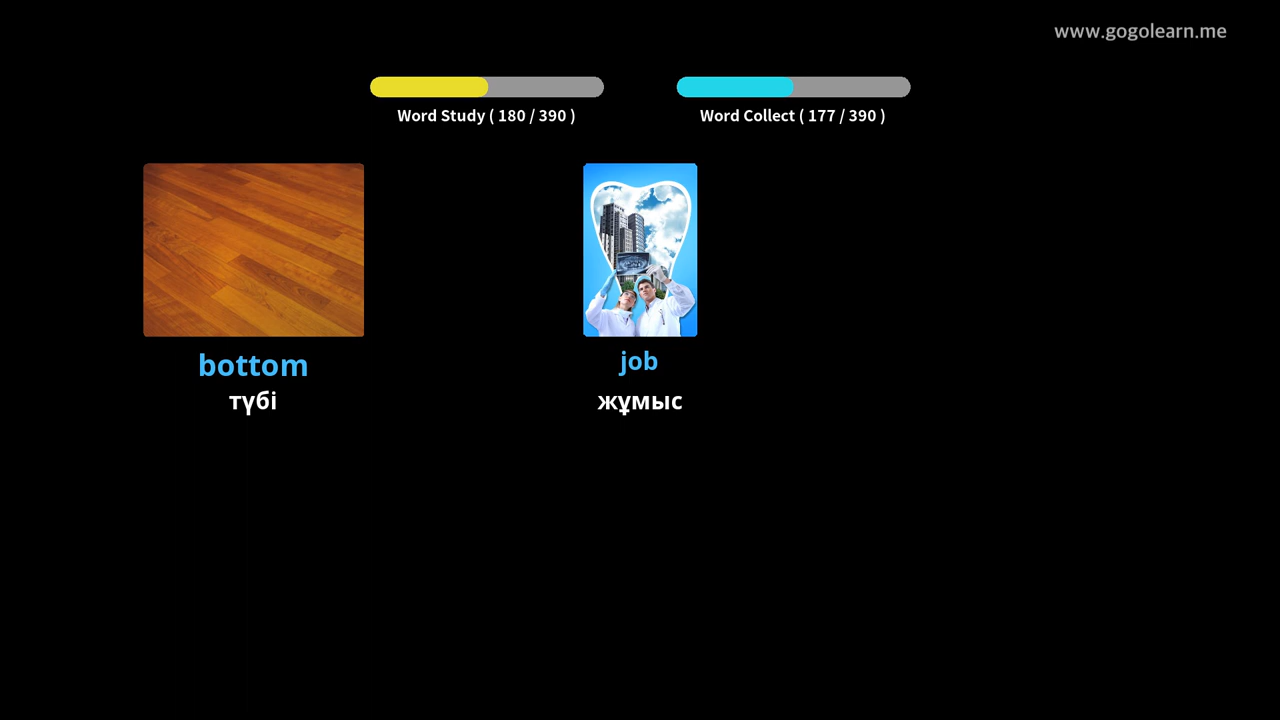 www.gogolearn.me
Word Study ( 180 / 390 )
Word Collect ( 177 / 390 )
bottom
түбі
job
жұмыс